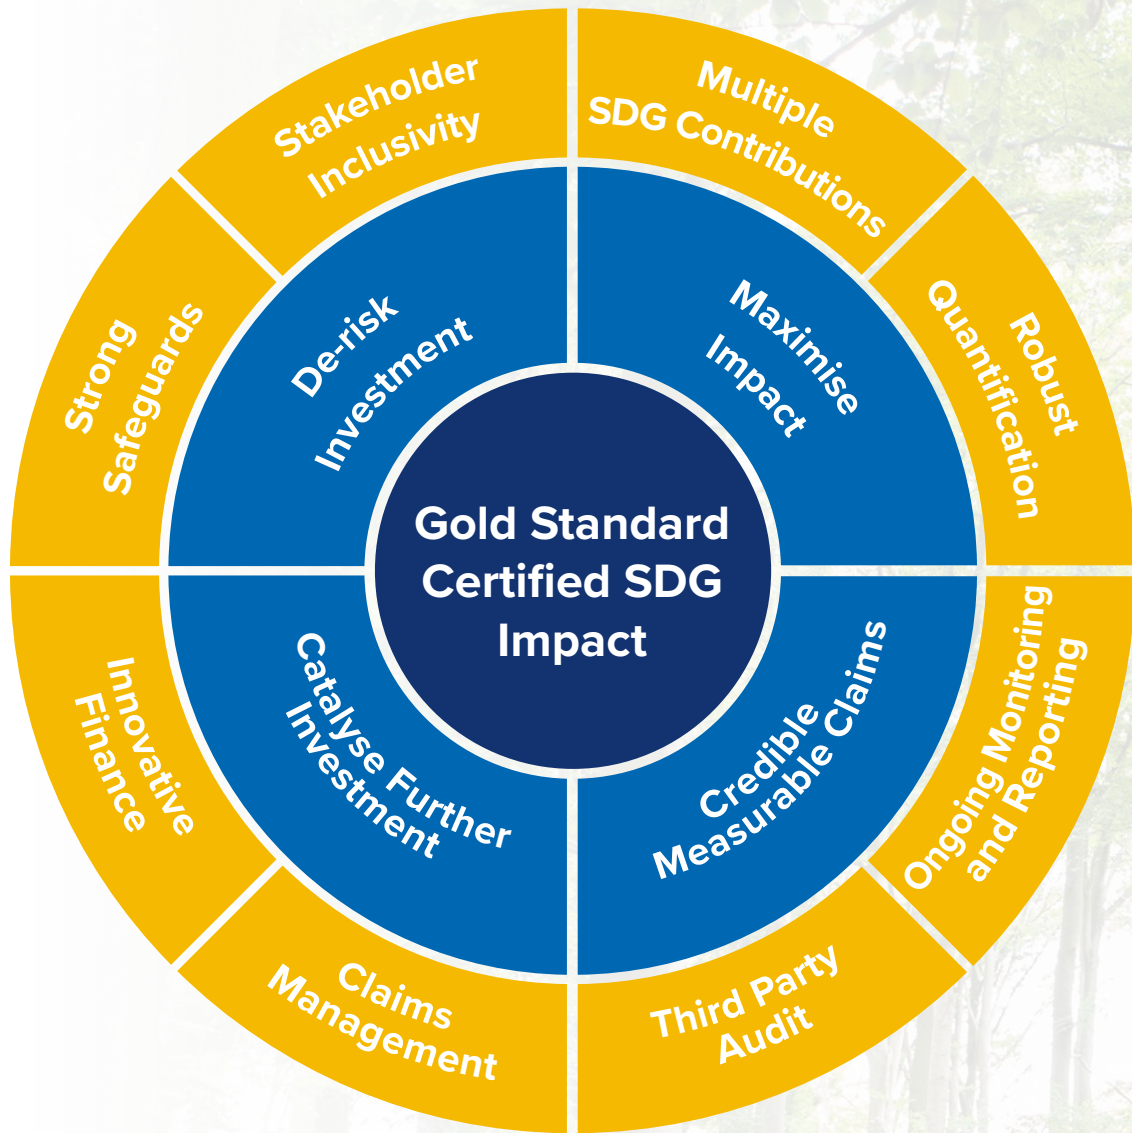 Stakeholder
Inclusivity
Multiple
SDG Contributions
Strong
Safeguards
Robust
Quantification
De-risk
Investment
Maximise
Impact
Gold Standard
Certified SDG
Impact
Catalyse Further
Investment
Credible
Measurable Claims
Innovative
Finance
Ongoing Monitoring
and Reporting
Claims
Management
Third Party
Audit